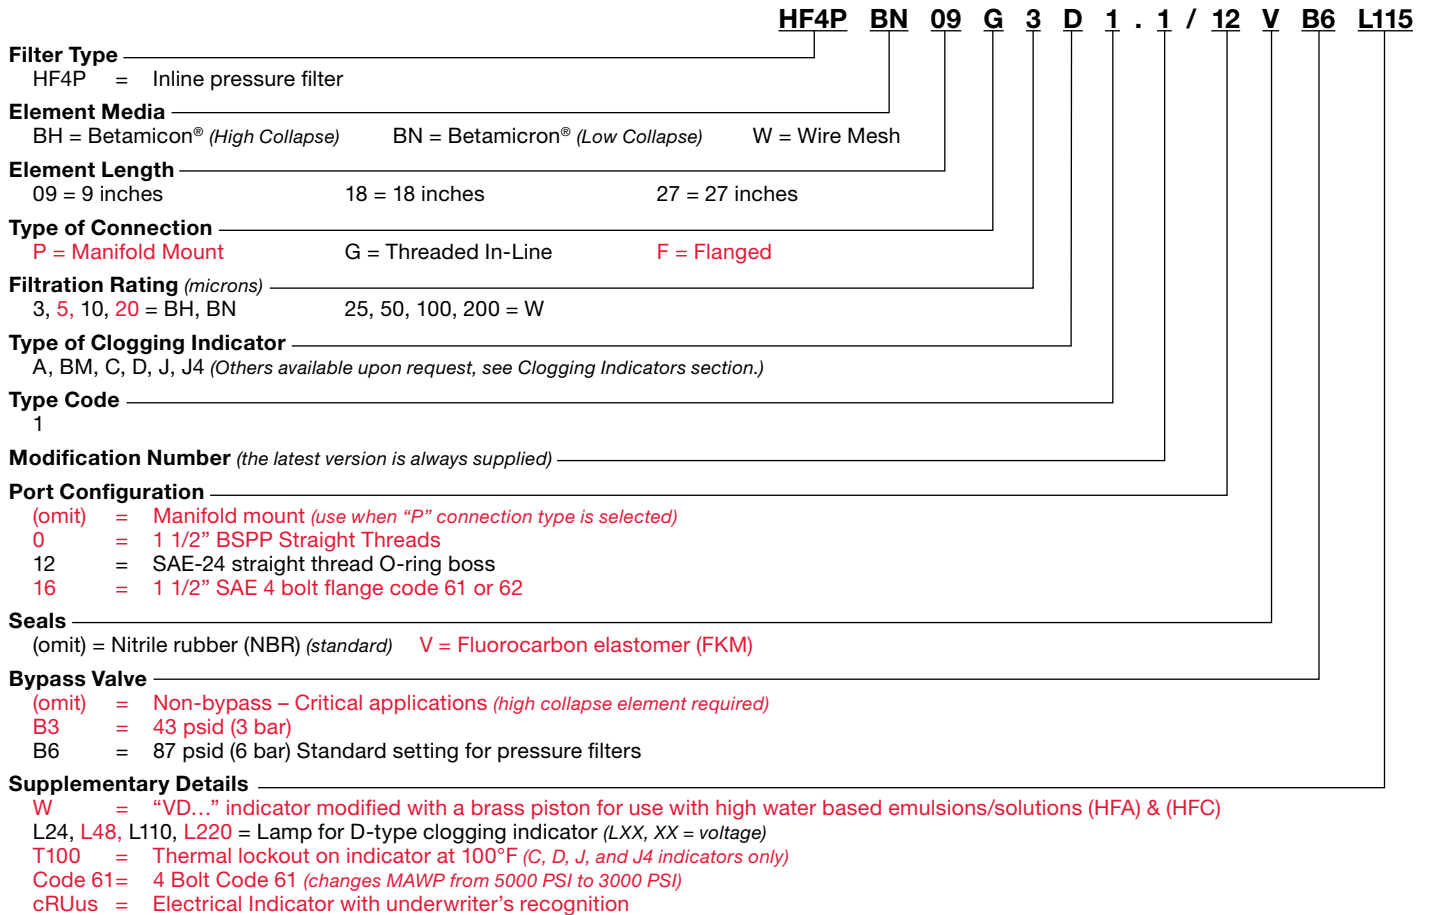 HF4P BN 09 G 3 D 1 . 1 / 12 V B6 L115
Filter Type
HF4P = Inline pressure filter
Element Media
BH = Betamicon® (High Collapse) BN = Betamicron® (Low Collapse) W = Wire Mesh
Element Length
09 = 9 inches 18 = 18 inches 27 = 27 inches
Type of Connection
P = Manifold Mount G = Threaded In-Line F = Flanged
Filtration Rating (microns)
3, 5, 10, 20 = BH, BN 25, 50, 100, 200 = W
Type of Clogging Indicator
A, BM, C, D, J, J4 (Others available upon request, see Clogging Indicators section.)
Type Code
1
Modification Number (the latest version is always supplied)
Port Configuration
(omit) = Manifold mount (use when “P” connection type is selected)
0 = 1 1/2” BSPP Straight Threads
12 = SAE-24 straight thread O-ring boss
16 = 1 1/2” SAE 4 bolt flange code 61 or 62
Seals
(omit) = Nitrile rubber (NBR) (standard) V = Fluorocarbon elastomer (FKM)
Bypass Valve
(omit) = Non-bypass – Critical applications (high collapse element required)
B3 = 43 psid (3 bar)
B6 = 87 psid (6 bar) Standard setting for pressure filters
Supplementary Details
W = “VD…” indicator modified with a brass piston for use with high water based emulsions/solutions (HFA) & (HFC)
L24, L48, L110, L220 = Lamp for D-type clogging indicator (LXX, XX = voltage)
T100 = Thermal lockout on indicator at 100°F (C, D, J, and J4 indicators only)
Code 61= 4 Bolt Code 61 (changes MAWP from 5000 PSI to 3000 PSI)
cRUus = Electrical Indicator with underwriter’s recognition